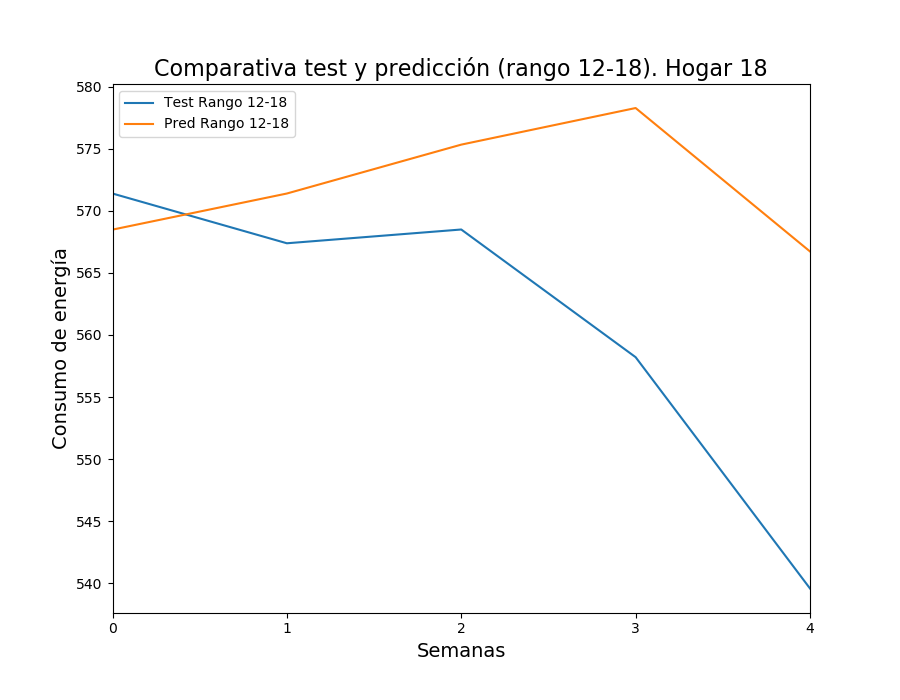 Comparativa test y predicción (rango 12-18). Hogar 18
Test Rango 12-18
Pred Rango 12-18
580
575
570
565
560
555
550
545
540
Consumo de energía
0 1 2 3 4
Semanas